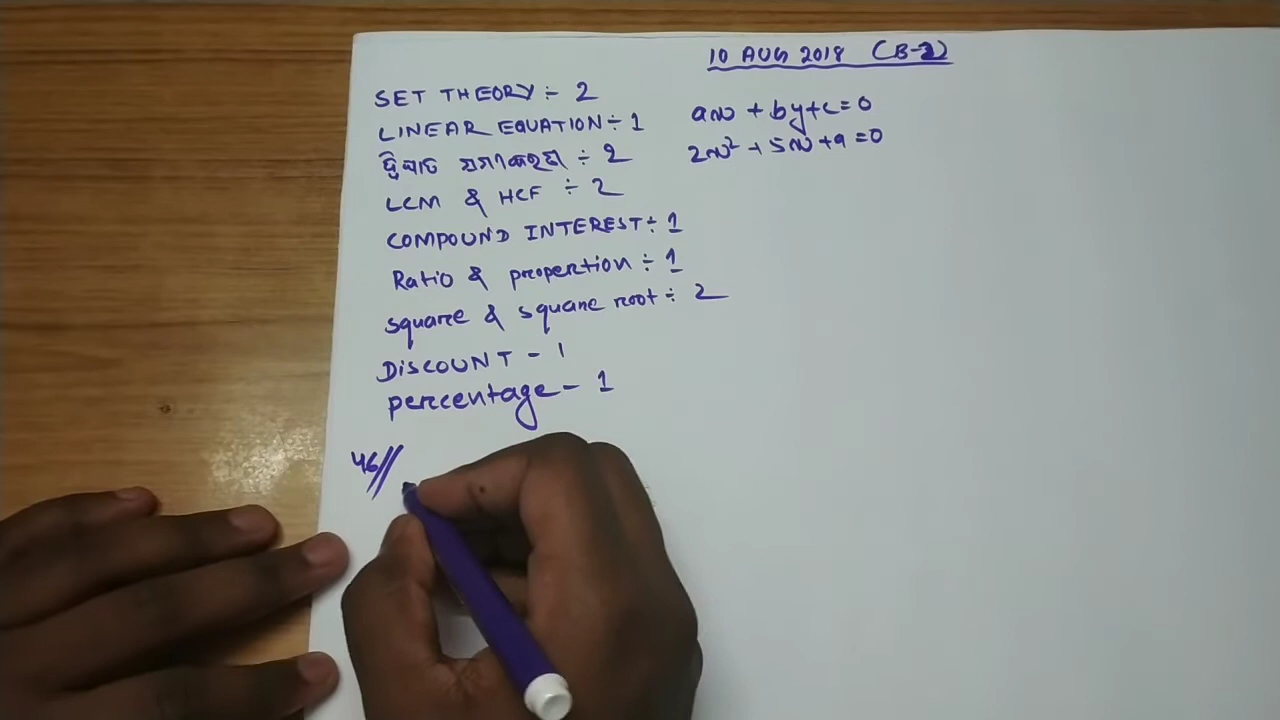 10 AUG 2018 (B-2)
SET THEORY ÷ 2
LINEAR EQUATION ÷ 1
ଦ୍ୱିଘାତ ସମୀକରଣ ÷ 2
LCM & HCF ÷ 2
COMPOUND INTEREST ÷ 1
Ratio & propertion ÷ 1
square & square root ÷ 2
DISCOUNT - 1
percentage - 1
46//
ax + by + c = 0
2x² + 5x + 9 = 0